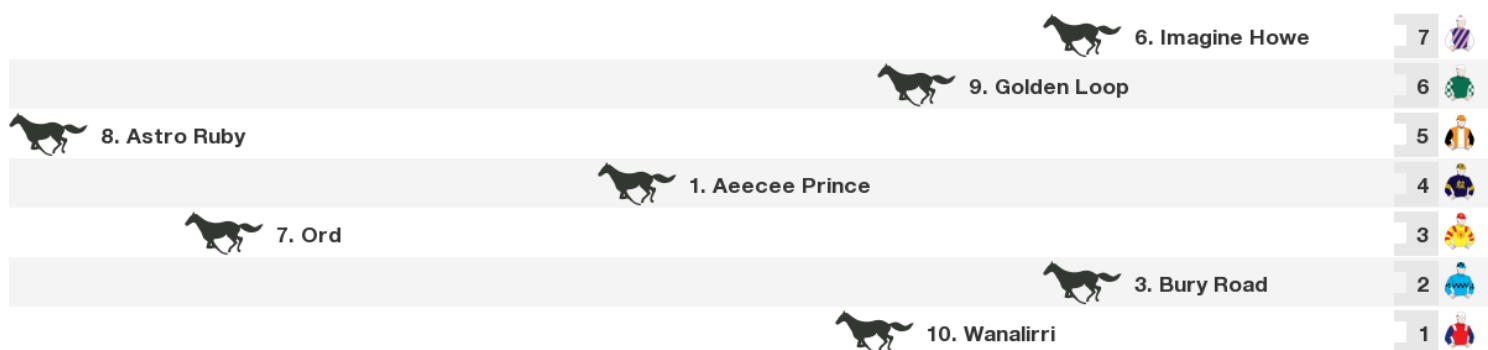 6. Imagine Howe 7
9. Golden Loop 6
8. Astro Ruby 5
1. Aeecee Prince 4
7. Ord 3
3. Bury Road 2
10. Wanalirri 1